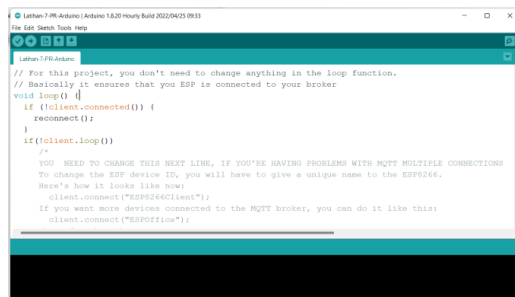 Latihan-7-PR-Arduino | Arduino 1.8.20 Hourly Build 2022/04/25 09:33
File Edit Sketch Tools Help
Latihan-7-PR-Arduino
// For this project, you don't need to change anything in the loop function.
// Basically it ensures that you ESP is connected to your broker
void loop() {
if (!client.connected()) {
reconnect();
}
if(!client.loop())
/*
YOU NEED TO CHANGE THIS NEXT LINE, IF YOU'RE HAVING PROBLEMS WITH MQTT MULTIPLE CONNECTIONS
To change the ESP device ID, you will have to give a unique name to the ESP8266.
Here's how it looks like now:
client.connect("ESP8266Client");
If you want more devices connected to the MQTT broker, you can do it like this:
client.connect("ESPOffice");